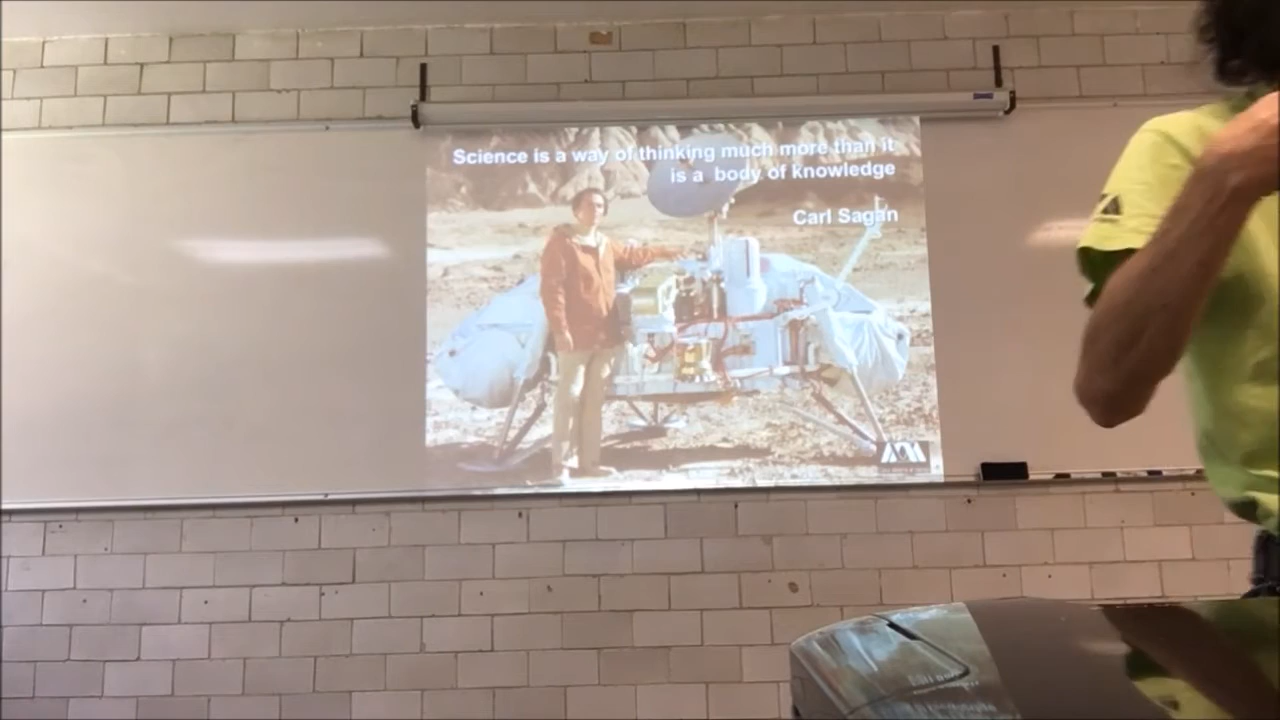 Science is a way of thinking much more than it
is a body of knowledge
Carl Sagan